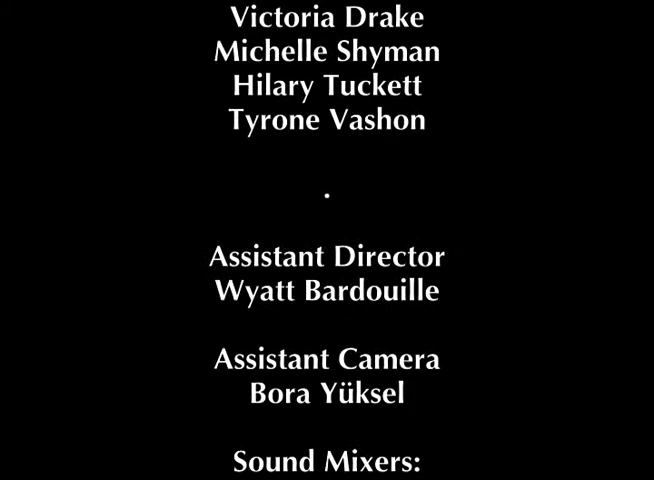 Victoria Drake
Michelle Shyman
Hilary Tuckett
Tyrone Vashon
.
Assistant Director
Wyatt Bardouille
Assistant Camera
Bora Yüksel
Sound Mixers: